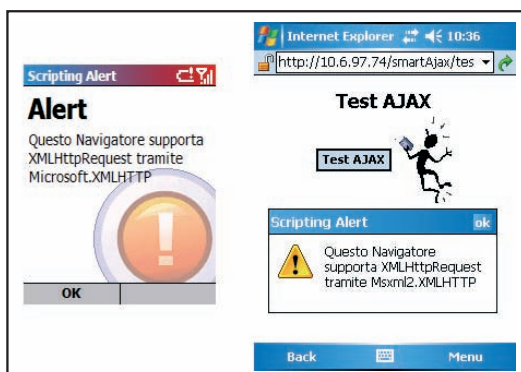 Scripting Alert
Alert
Questo Navigatore supporta
XMLHttpRequest tramite
Microsoft.XMLHTTP
OK
Internet Explorer 10:36
http://10.6.97.74/smartAjax/tes
Test AJAX
Test AJAX
Scripting Alert ok
Questo Navigatore
supporta XMLHttpRequest
tramite Msxml2.XMLHTTP
Back Menu